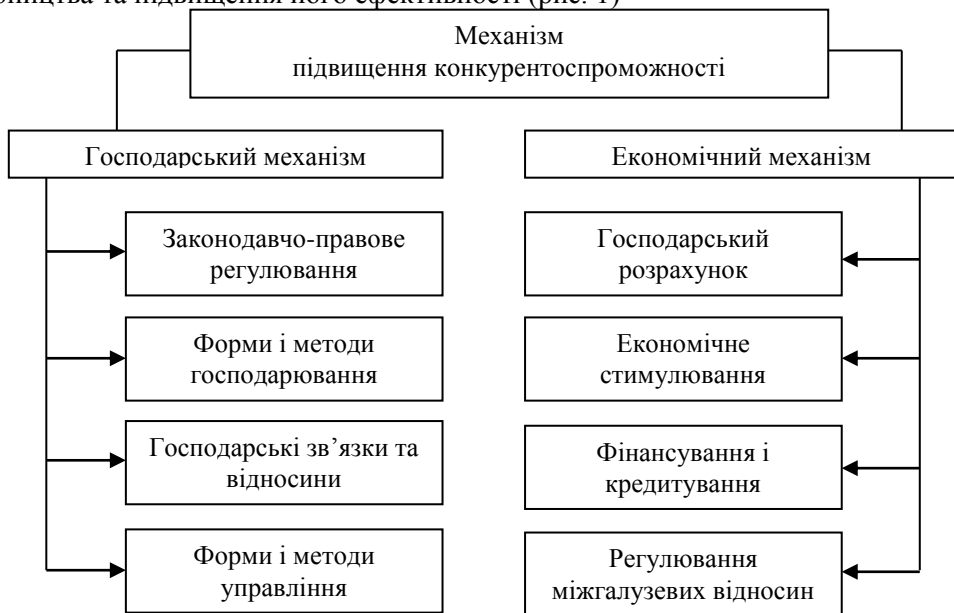 та підвищення його ефективності (рис. 1)
Механізм
підвищення конкурентоспроможності
Господарський механізм
Економічний механізм
Законодавчо-правове
регулювання
Господарський
розрахунок
Форми і методи
господарювання
Економічне
стимулювання
Господарські зв’язки та
відносини
Фінансування і
кредитування
Форми і методи
управління
Регулювання
міжгалузевих відносин